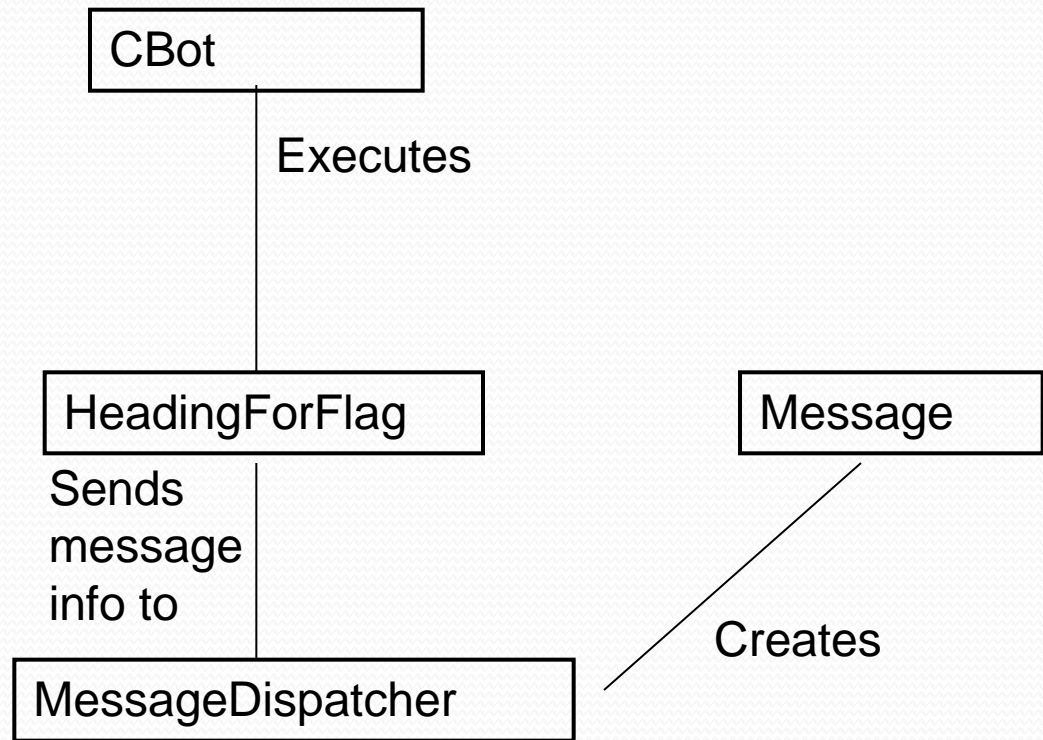 CBot
Executes
HeadingForFlag
Message
Sends
message
info to
Creates
MessageDispatcher